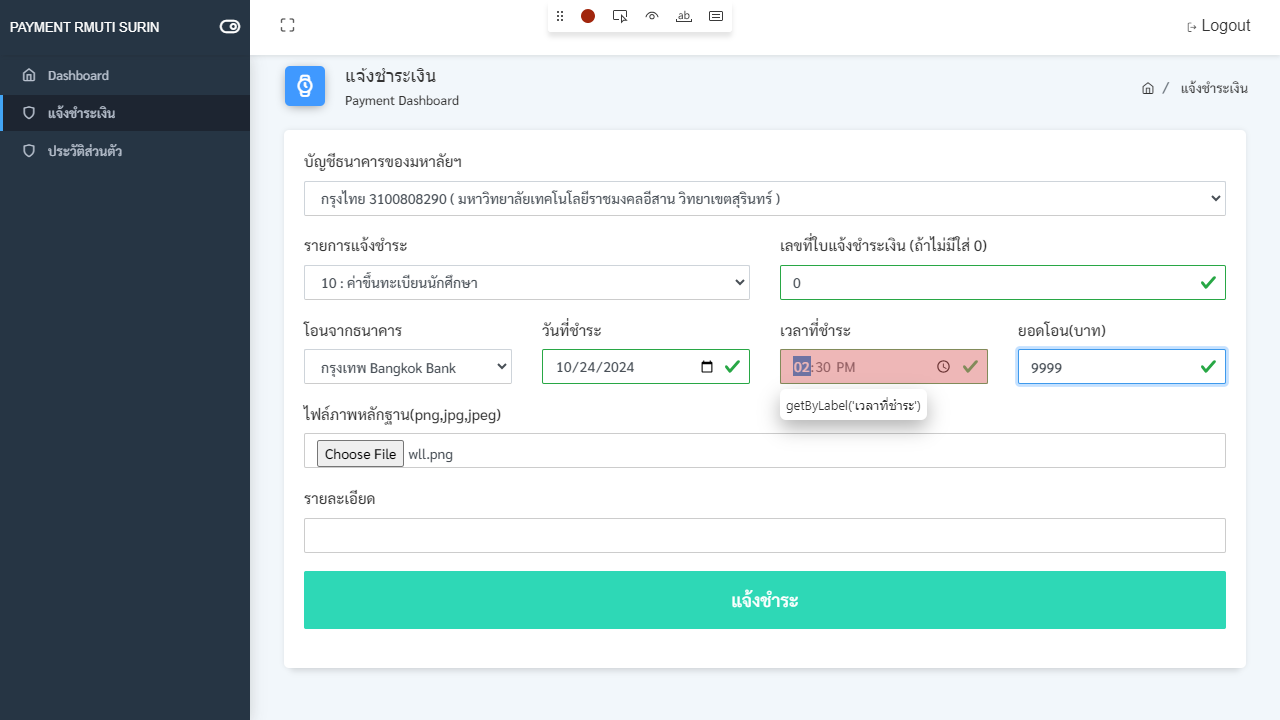 PAYMENT RMUTI SURIN
Dashboard
แจ้งชำระเงิน
ประวัติส่วนตัว
ab
Logout
แจ้งชำระเงิน
Payment Dashboard
/ แจ้งชำระเงิน
บัญชีธนาคารของมหาลัยฯ
กรุงไทย 3100808290 ( มหาวิทยาลัยเทคโนโลยีราชมงคลอีสาน วิทยาเขตสุรินทร์ )
รายการแจ้งชำระ
เลขที่ใบแจ้งชำระเงิน (ถ้าไม่มีใส่ 0)
10 : ค่าขึ้นทะเบียนนักศึกษา
0
โอนจากธนาคาร
วันที่ชำระ
เวลาที่ชำระ
ยอดโอน(บาท)
กรุงเทพ Bangkok Bank
10/24/2024
02:30 PM
9999
getByLabel('เวลาที่ชำระ')
ไฟล์ภาพหลักฐาน(png,jpg,jpeg)
Choose File wll.png
รายละเอียด
แจ้งชำระ